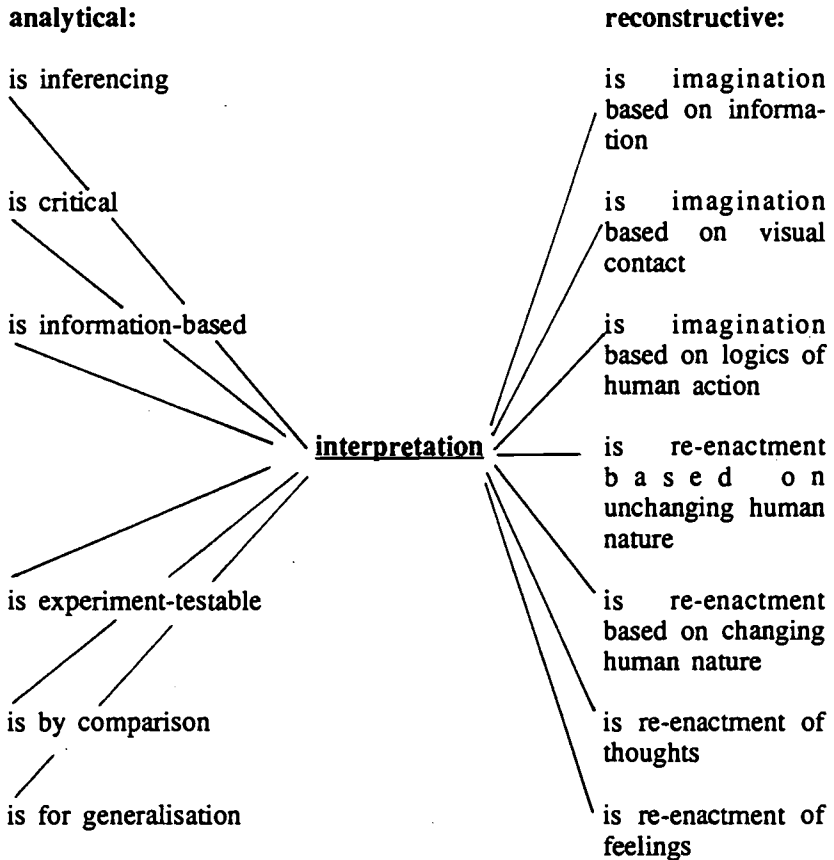 analytical:
is inferencing
is critical
is information-based
is experiment-testable
is by comparison
is for generalisation
interpretation
reconstructive:
is imagination
based on informa-
tion
is imagination
based on visual
contact
is imagination
based on logics of
human action
is re-enactment
based on
unchanging human
nature
is re-enactment
based on changing
human nature
is re-enactment of
thoughts
is re-enactment of
feelings